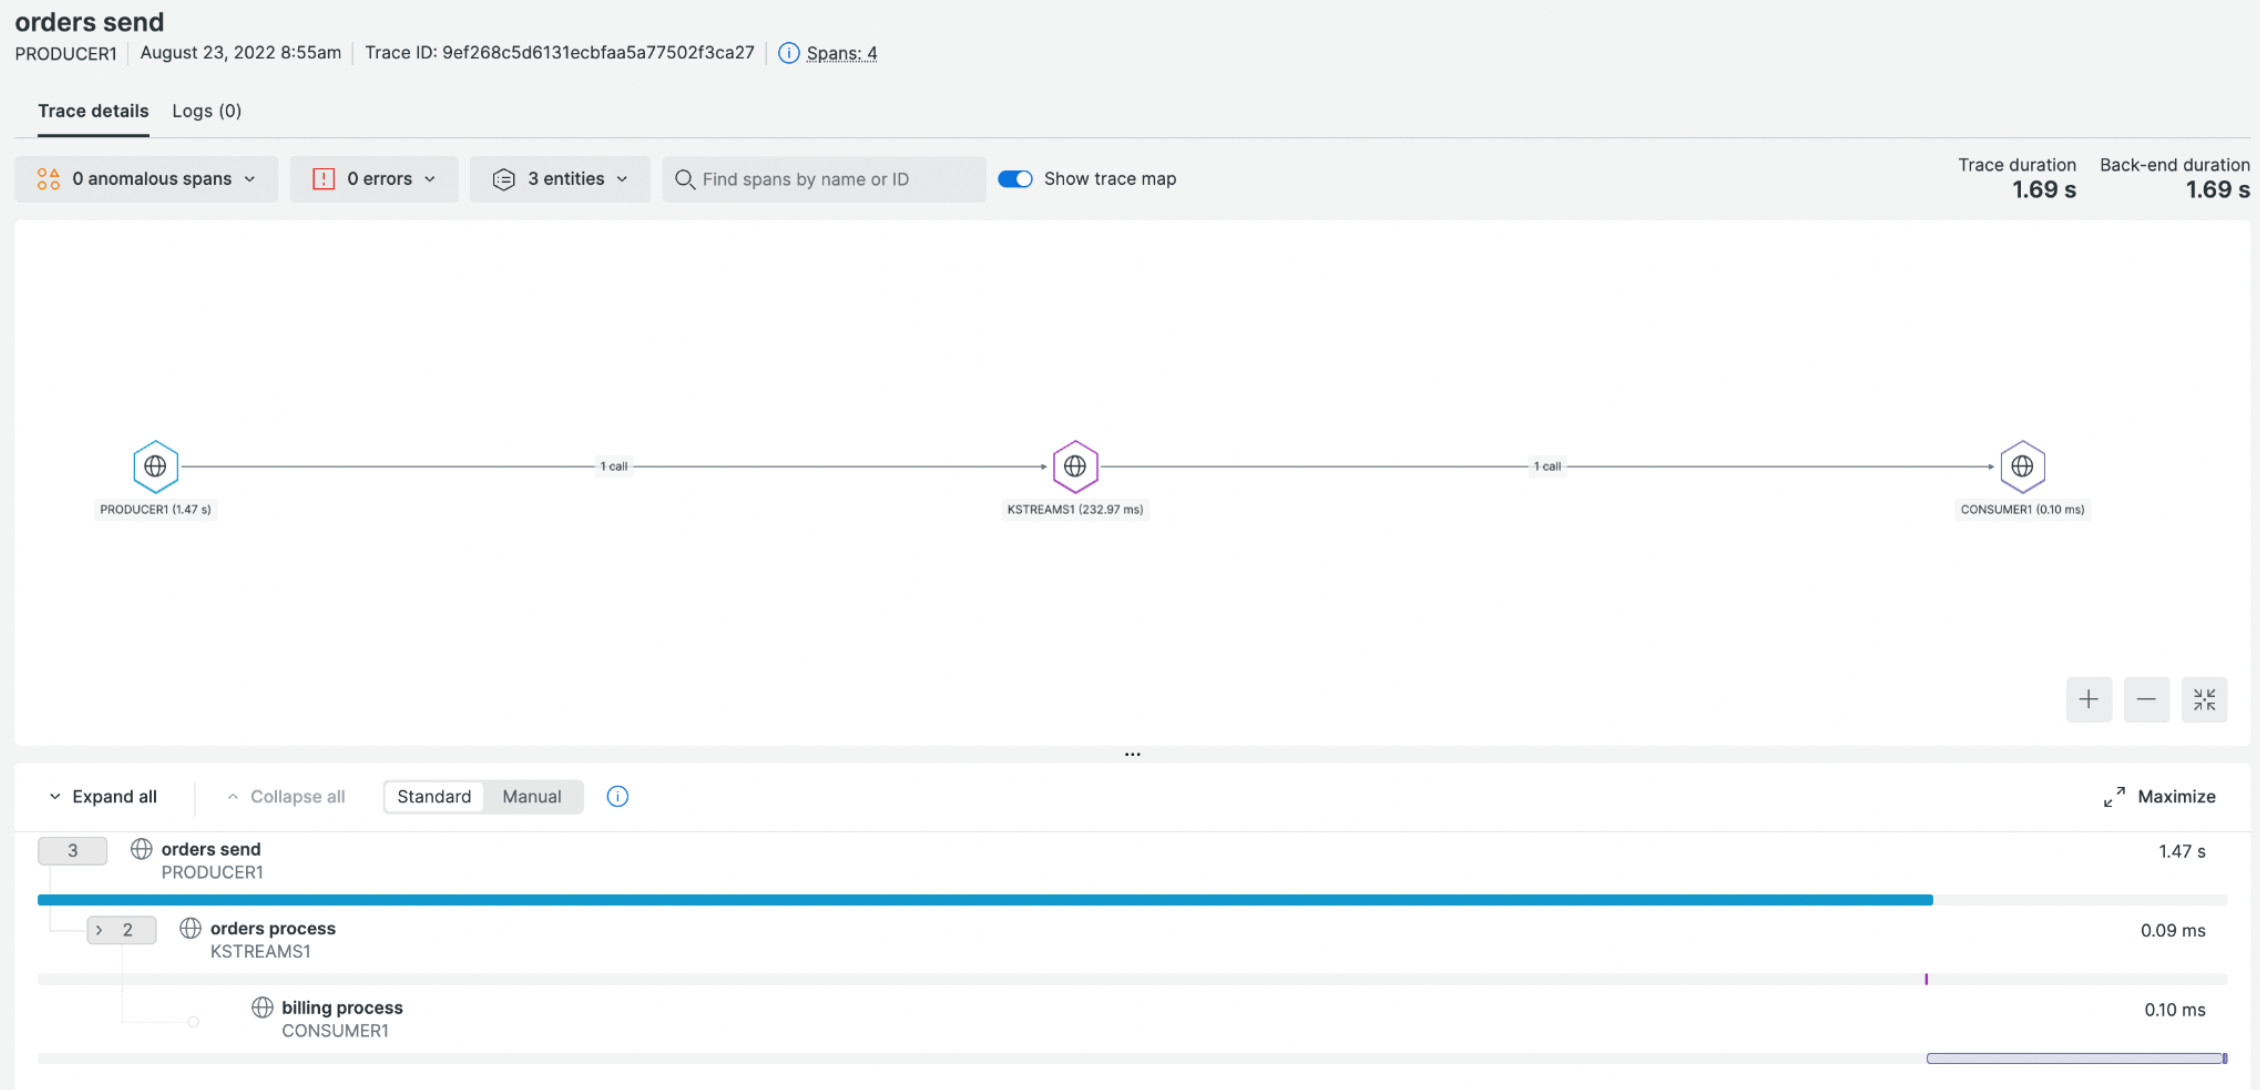 orders send
PRODUCER1 August 23, 2022 8:55am Trace ID: 9ef268c5d6131ecbfaa5a77502f3ca27 Spans: 4
Trace details Logs (0)
0 anomalous spans 0 errors 3 entities Find spans by name or ID Show trace map
Trace duration Back-end duration
1.69 s 1.69 s
1 call 1 call
PRODUCER1 (1.47 s) KSTREAMS1 (232.97 ms) CONSUMER1 (0.10 ms)
...
Expand all Collapse all Standard Manual Maximize
3 orders send 1.47 s
PRODUCER1
2 orders process 0.09 ms
KSTREAMS1
billing process 0.10 ms
CONSUMER1